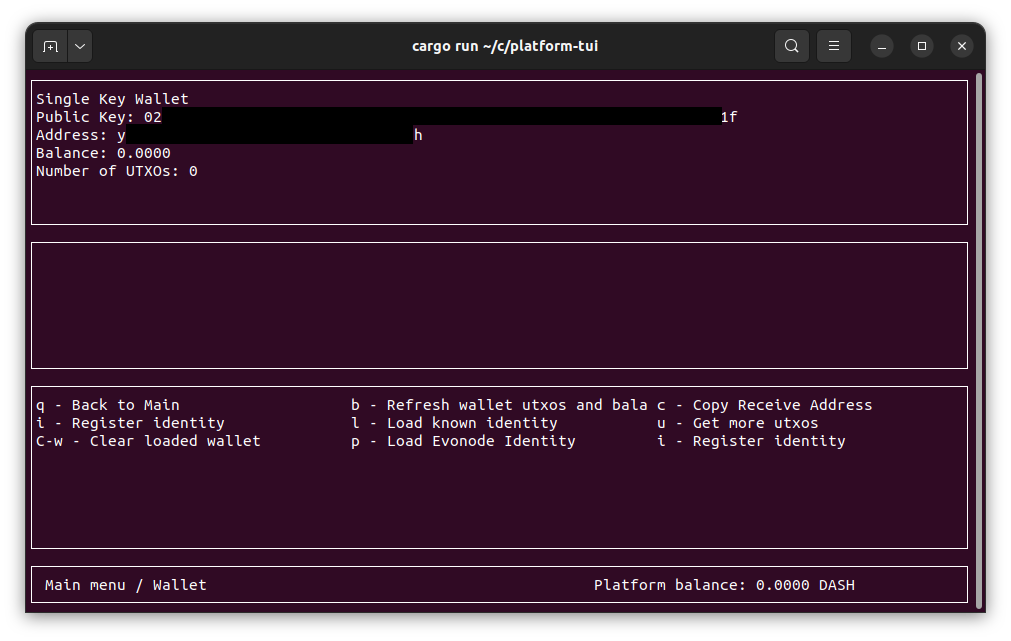 cargo run ~/c/platform-tui
Single Key Wallet
Public Key: 02 1f
Address: y h
Balance: 0.0000
Number of UTXOs: 0
q - Back to Main b - Refresh wallet utxos and bala c - Copy Receive Address
i - Register identity l - Load known identity u - Get more utxos
C-w - Clear loaded wallet p - Load Evonode Identity i - Register identity
Main menu / Wallet Platform balance: 0.0000 DASH